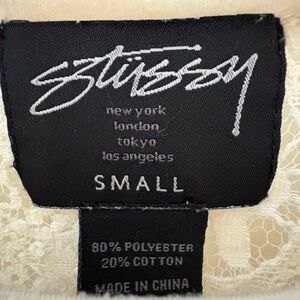 Stüssy
new york
london
tokyo
los angeles
SMALL
80% POLYESTER
20% COTTON
MADE IN CHINA